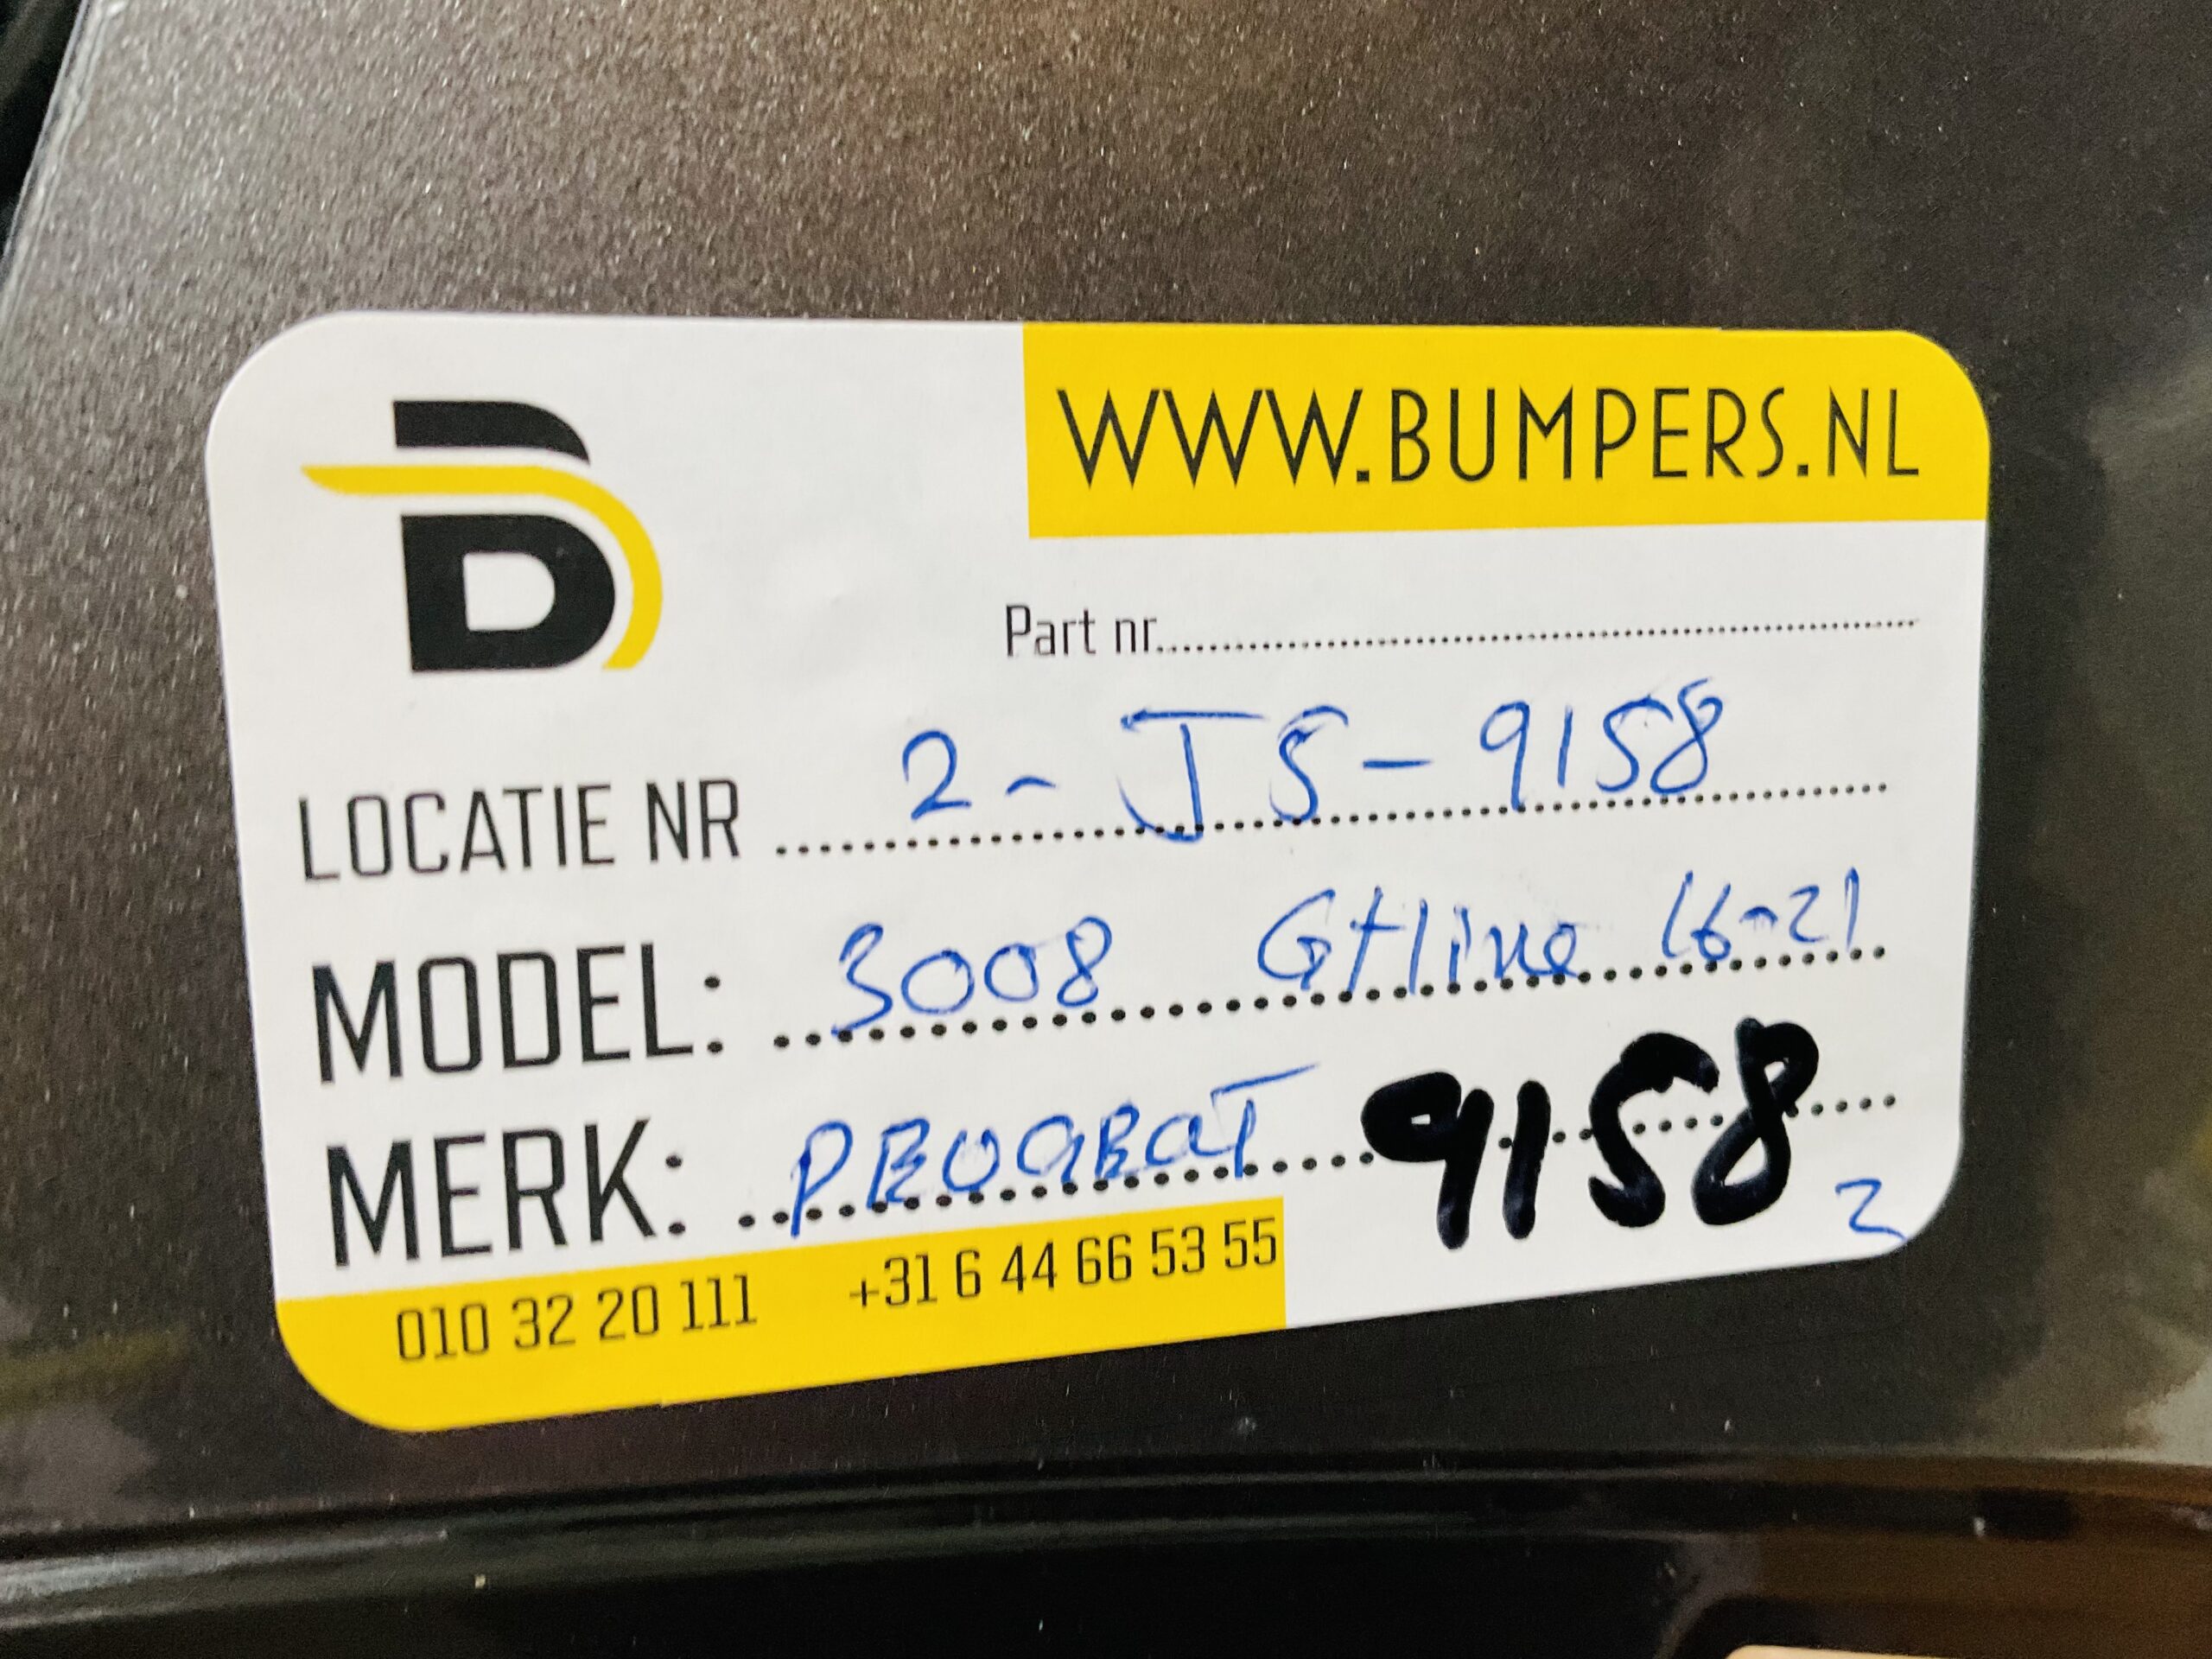 B
WWW.BUMPERS.NL
Part nr.
LOCATIE NR 2-JS-9158
MODEL: 3008 Gtline 16-21
MERK: PEUGEOT 9158
2
010 32 20 111 +31 6 44 66 53 55